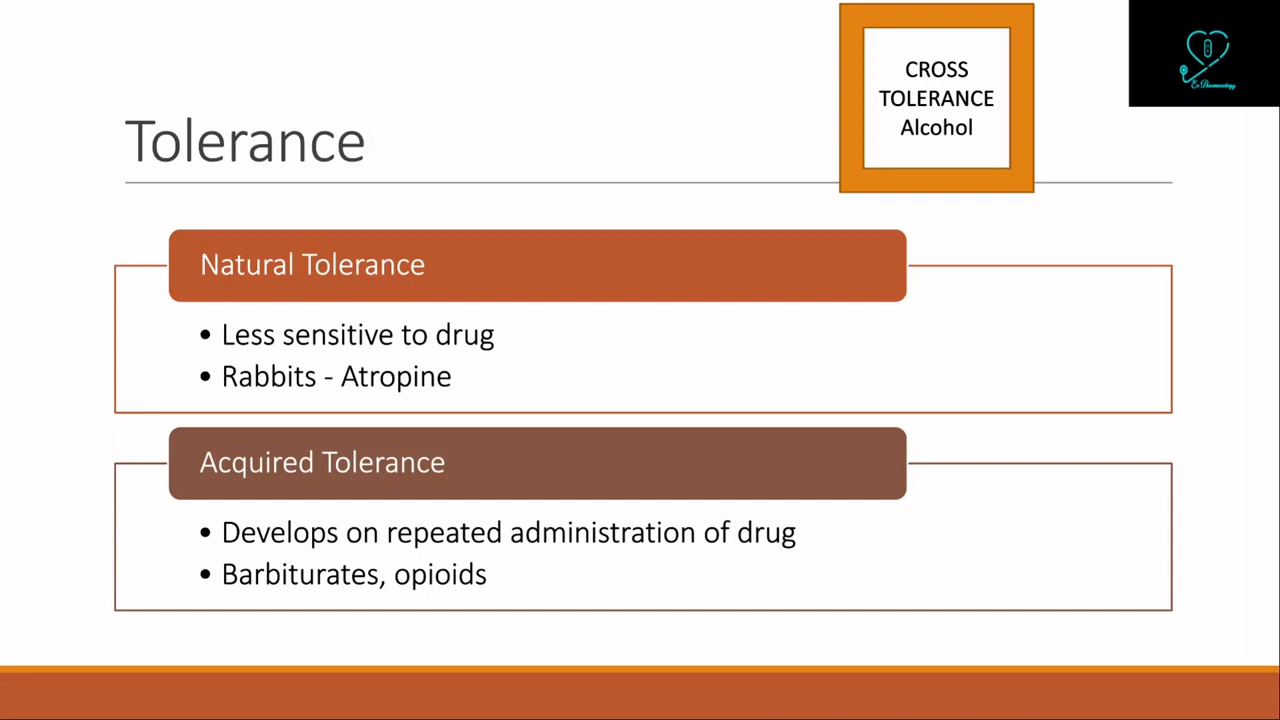 CROSS
TOLERANCE
Alcohol
Tolerance
Natural Tolerance
• Less sensitive to drug
• Rabbits - Atropine
Acquired Tolerance
• Develops on repeated administration of drug
• Barbiturates, opioids